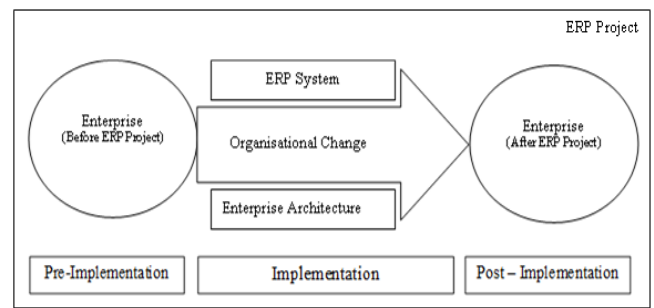 ERP Project
ERP System
Enterprise
(Before ERP Project)
Organisational Change
Enterprise
(After ERP Project)
Enterprise Architecture
Pre-Implementation
Implementation
Post – Implementation